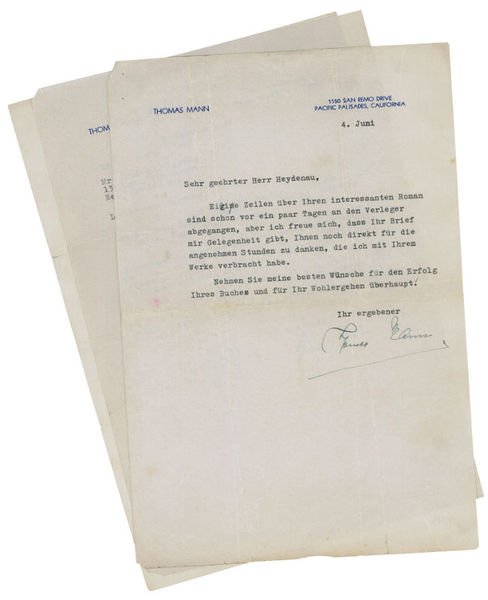 THOMAS MANN
1550 SAN REMO DRIVE
PACIFIC PALISADES, CALIFORNIA
4. Juni
Sehr geehrter Herr Heydenau,
Einige Zeilen über Ihren interessanten Roman
sind schon vor ein paar Tagen an den Verleger
abgegangen, aber ich freue mich, dass Ihr Brief
mir Gelegenheit gibt, Ihnen noch direkt für die
angenehmen Stunden zu danken, die ich mit Ihrem
Werke verbracht habe.
Nehmen Sie meine besten Wünsche für den Erfolg
Ihres Buches und für Ihr Wohlergehen überhaupt.
Ihr ergebener
Thomas Mann
THOM
Mr
13